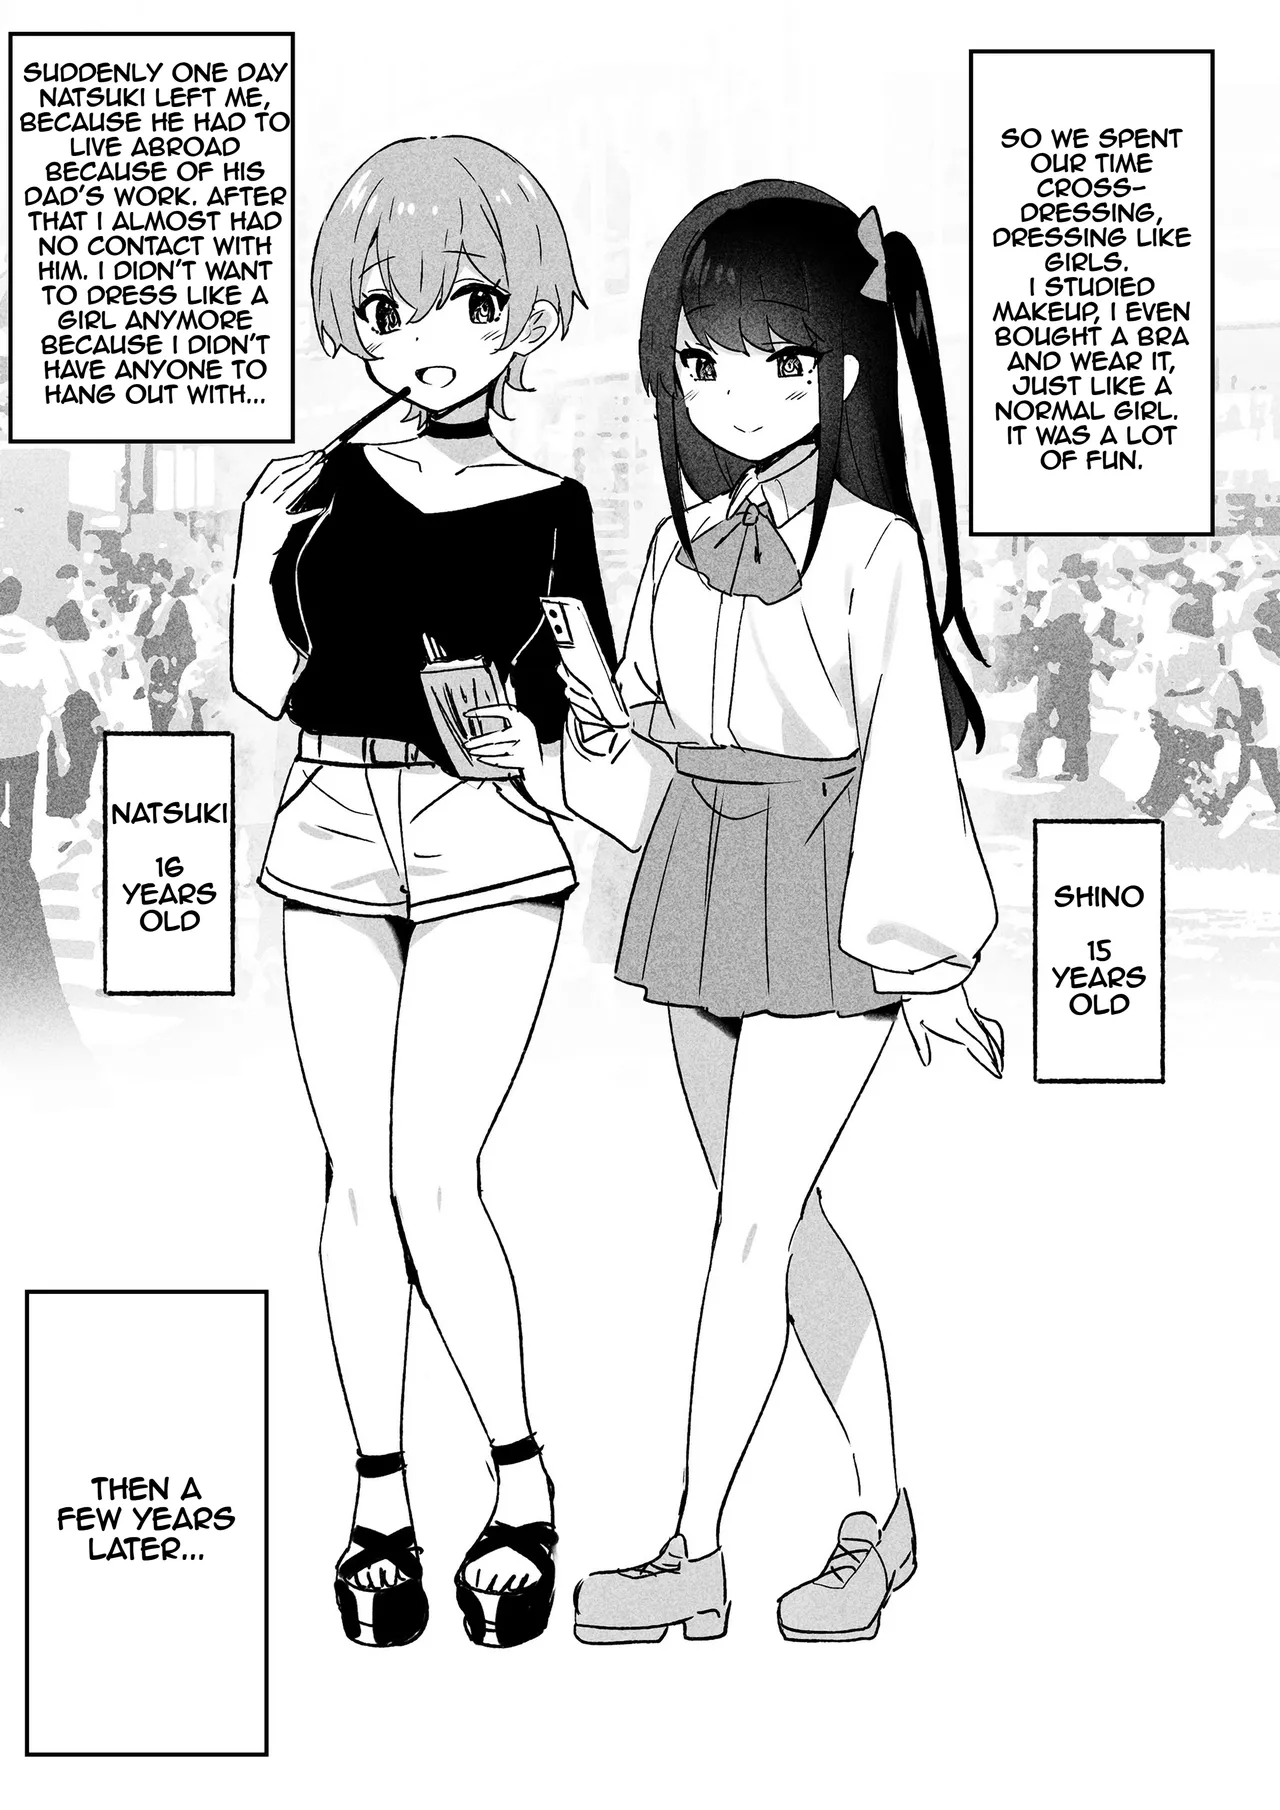 SO WE SPENT
OUR TIME
CROSS-
DRESSING,
DRESSING LIKE
GIRLS.
I STUDIED
MAKEUP, I EVEN
BOUGHT A BRA
AND WEAR IT,
JUST LIKE A
NORMAL GIRL.
IT WAS A LOT
OF FUN.
SUDDENLY ONE DAY
NATSUKI LEFT ME,
BECAUSE HE HAD TO
LIVE ABROAD
BECAUSE OF HIS
DAD'S WORK. AFTER
THAT I ALMOST HAD
NO CONTACT WITH
HIM. I DIDN'T WANT
TO DRESS LIKE A
GIRL ANYMORE
BECAUSE I DIDN'T
HAVE ANYONE TO
HANG OUT WITH...
SHINO
15
YEARS
OLD
NATSUKI
16
YEARS
OLD
THEN A
FEW YEARS
LATER...